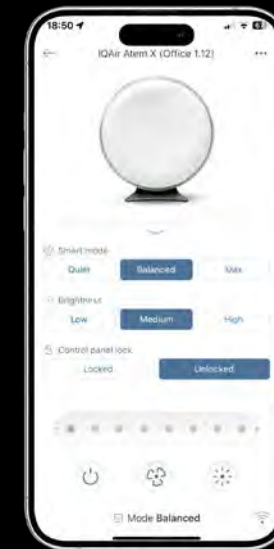 18:50
IQAir Atem X (Office 1.12)
Smart mode
Quiet Balanced Max
Brightness
Low Medium High
Control panel lock
Locked Unlocked
Mode Balanced